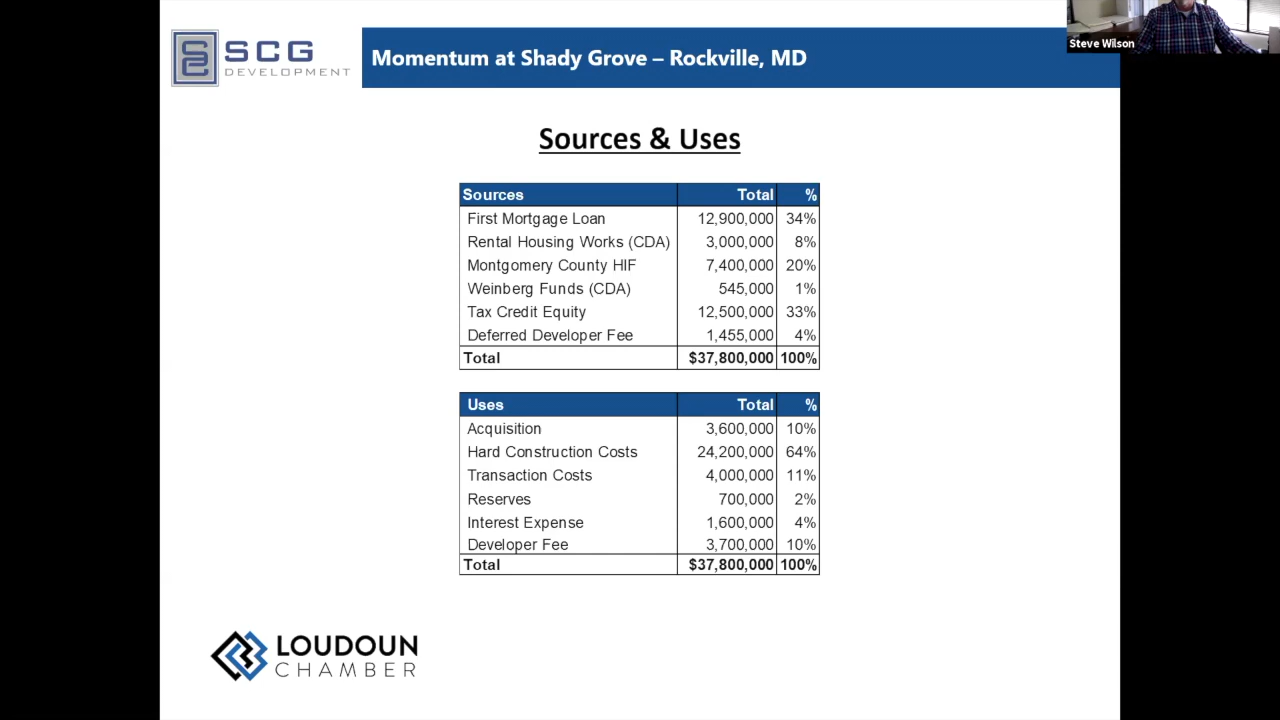 SCG
DEVELOPMENT
Momentum at Shady Grove – Rockville, MD
Steve Wilson
Sources & Uses
Sources Total %
First Mortgage Loan 12,900,000 34%
Rental Housing Works (CDA) 3,000,000 8%
Montgomery County HIF 7,400,000 20%
Weinberg Funds (CDA) 545,000 1%
Tax Credit Equity 12,500,000 33%
Deferred Developer Fee 1,455,000 4%
Total $37,800,000 100%
Uses Total %
Acquisition 3,600,000 10%
Hard Construction Costs 24,200,000 64%
Transaction Costs 4,000,000 11%
Reserves 700,000 2%
Interest Expense 1,600,000 4%
Developer Fee 3,700,000 10%
Total $37,800,000 100%
LOUDOUN
CHAMBER